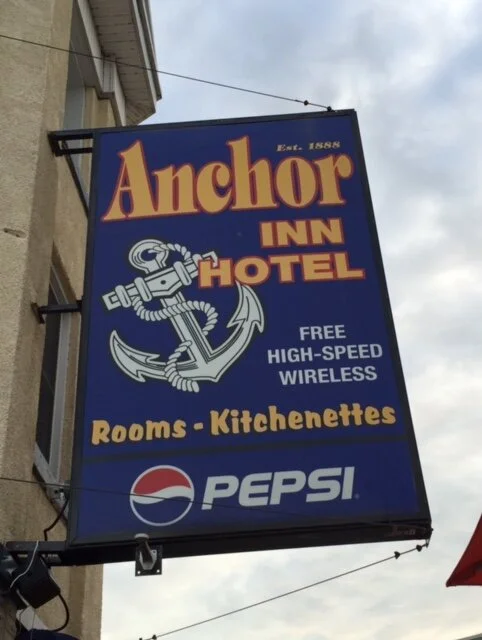 Est. 1888
Anchor
INN
HOTEL
FREE
HIGH-SPEED
WIRELESS
Rooms - Kitchenettes
PEPSI